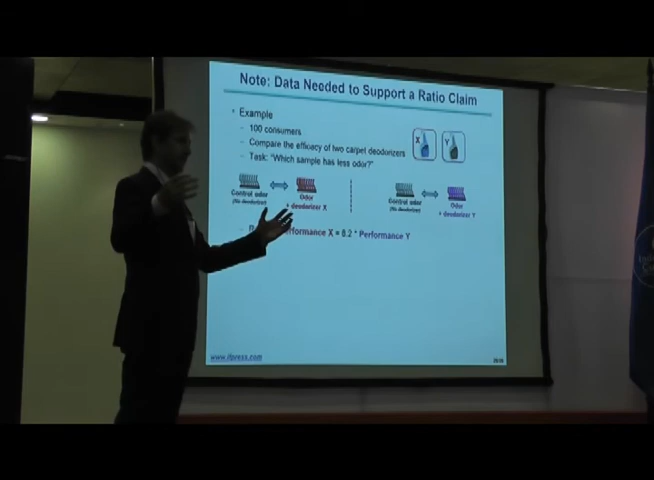 Note: Data Needed to Support a Ratio Claim
• Example
– 100 consumers
– Compare the efficacy of two carpet deodorizers
– Task: "Which sample has less odor?"
X Y
Control odor
(No deodorizer)
Odor
+ deodorizer X
Control odor
(No deodorizer)
Odor
+ deodorizer Y
Performance X = 8.2 * Performance Y
www.ifpress.com